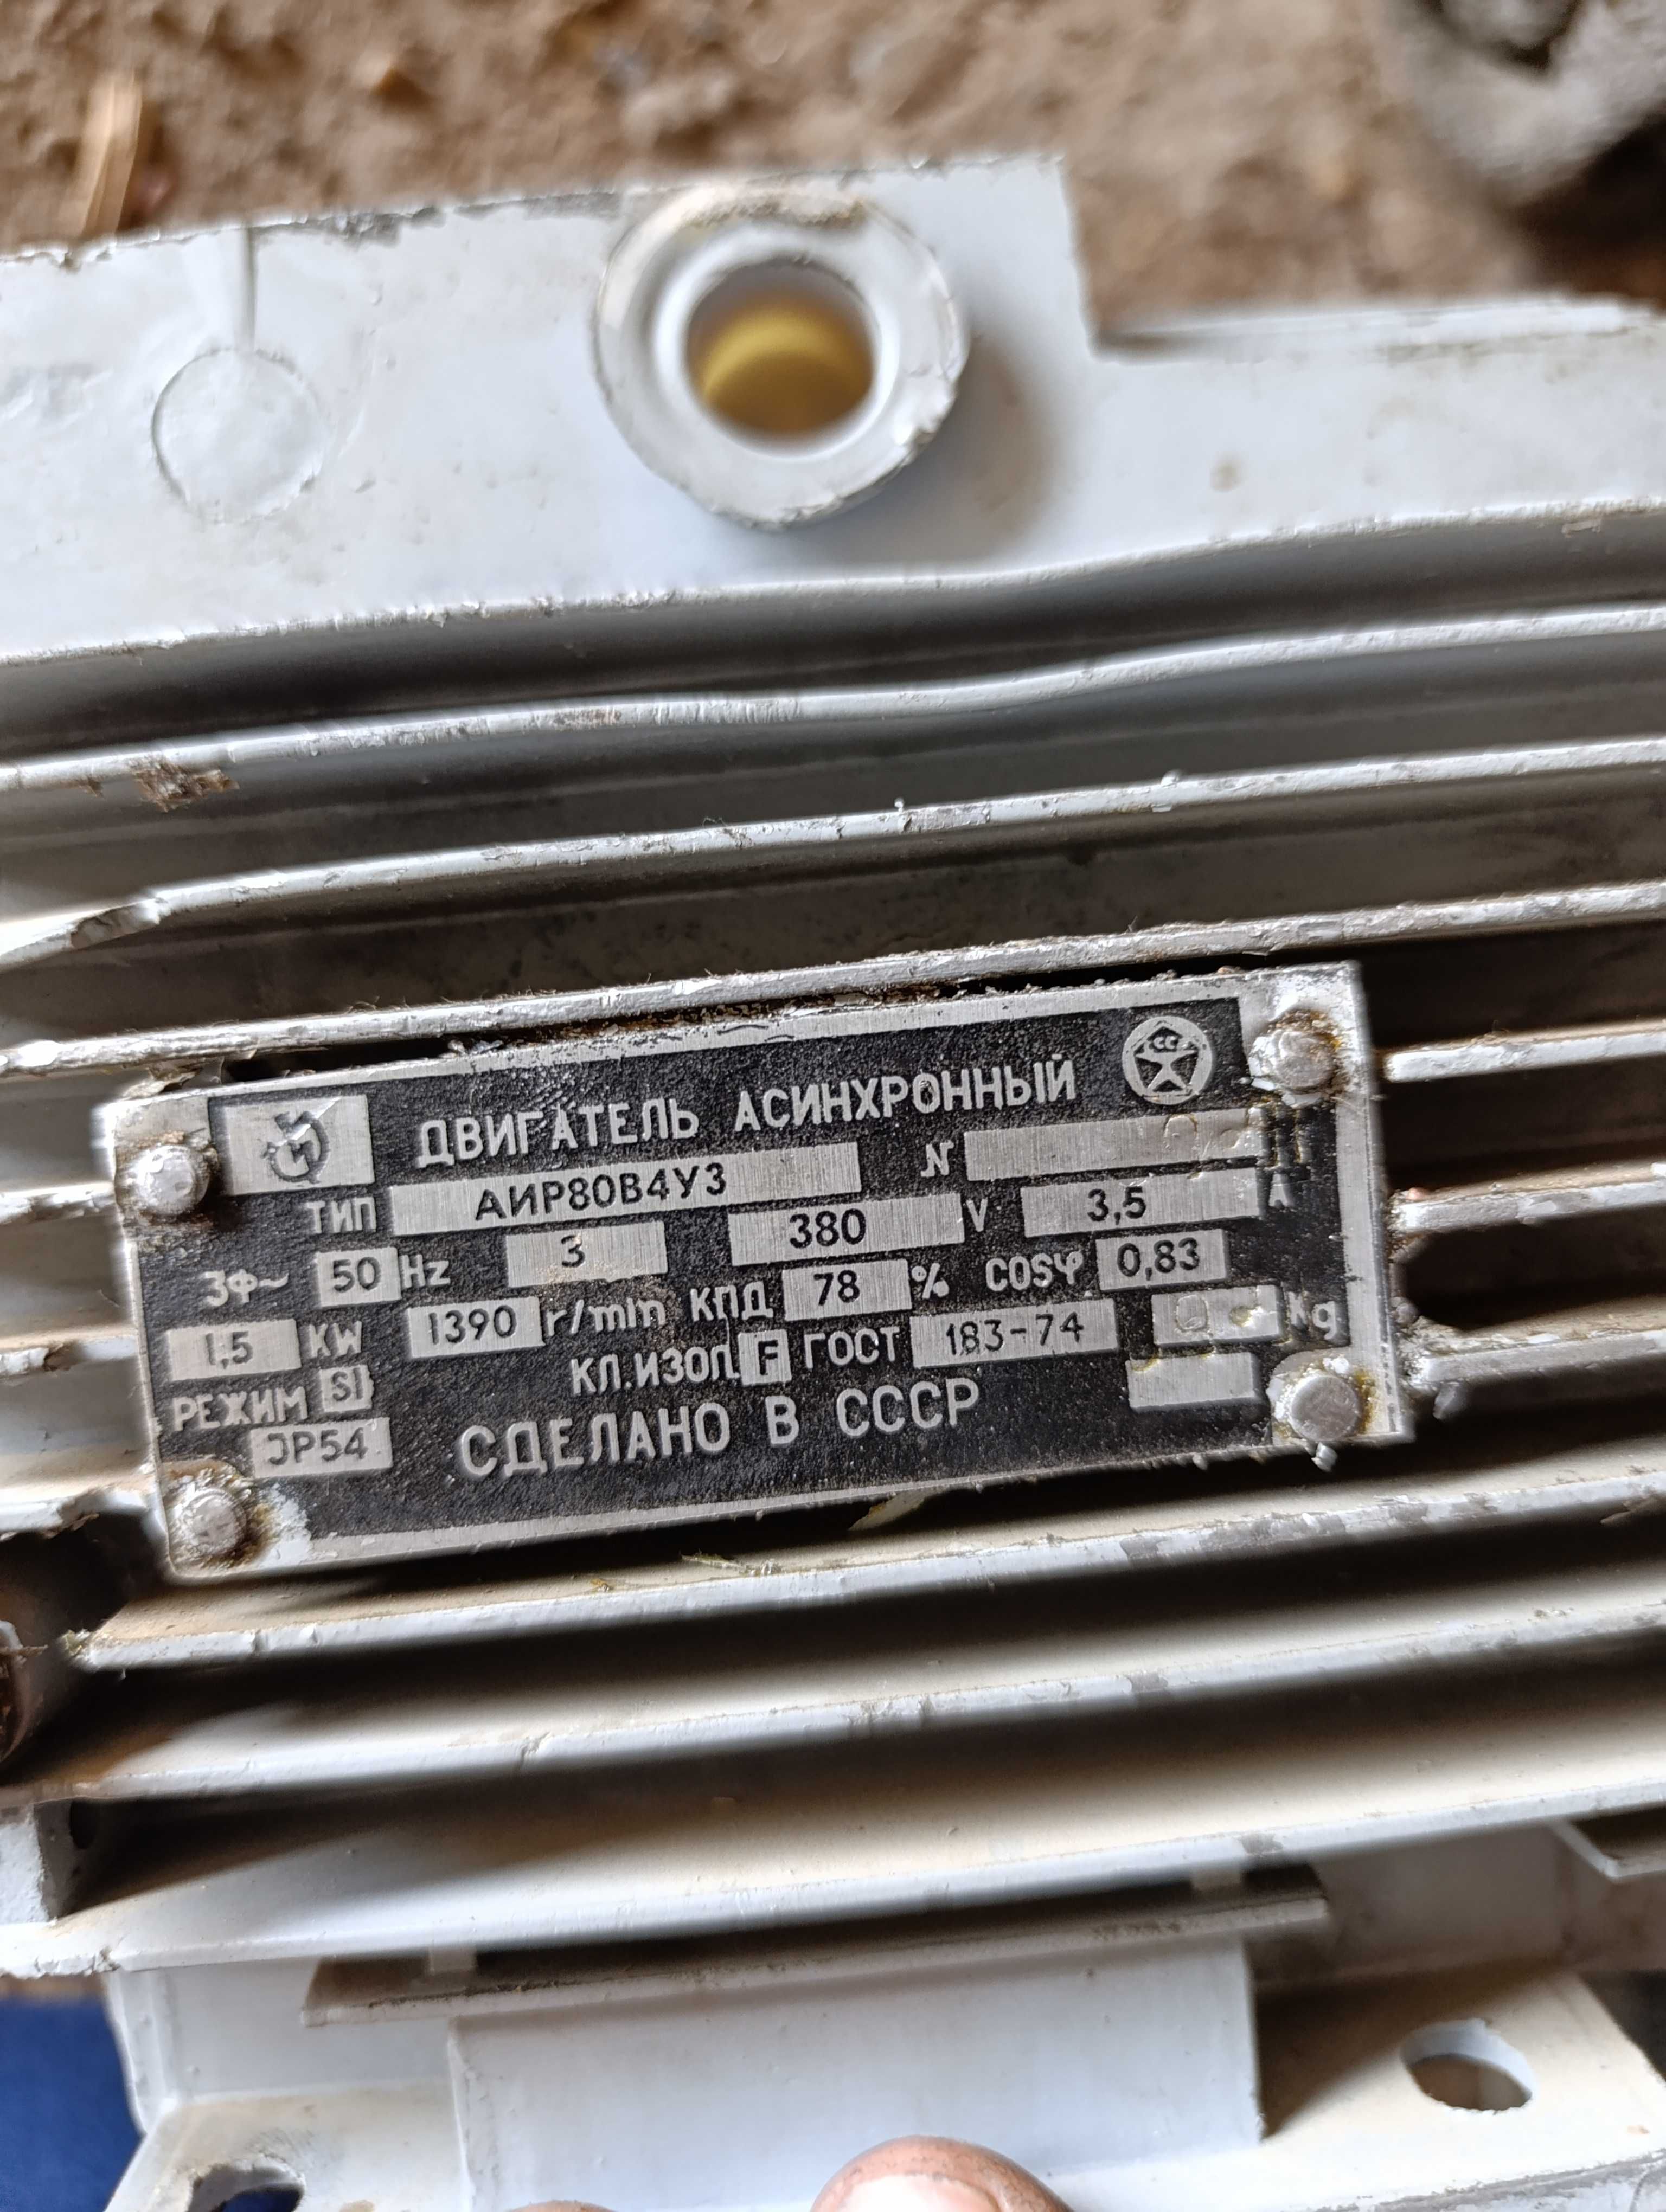 ДВИГАТЕЛЬ АСИНХРОННЫЙ
ТИП АИР80В4У3 №
3Ф~ 50 Hz 3 380 V 3,5 A
1,5 KW 1390 r/min КПД 78 % COSφ 0,83
РЕЖИМ S1 КЛ.ИЗОЛ F ГОСТ 183-74 Kg
JP54 СДЕЛАНО В СССР